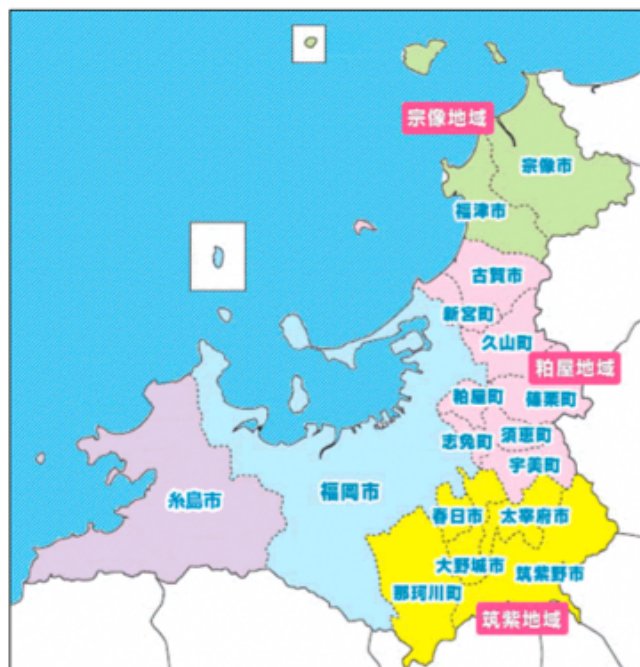 宗像地域
宗像市
福津市
古賀市
新宮町
久山町
粕屋地域
粕屋町
篠栗町
志免町
須恵町
宇美町
福岡市
糸島市
春日市
太宰府市
大野城市
筑紫野市
那珂川町
筑紫地域